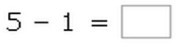 5 - 1 =